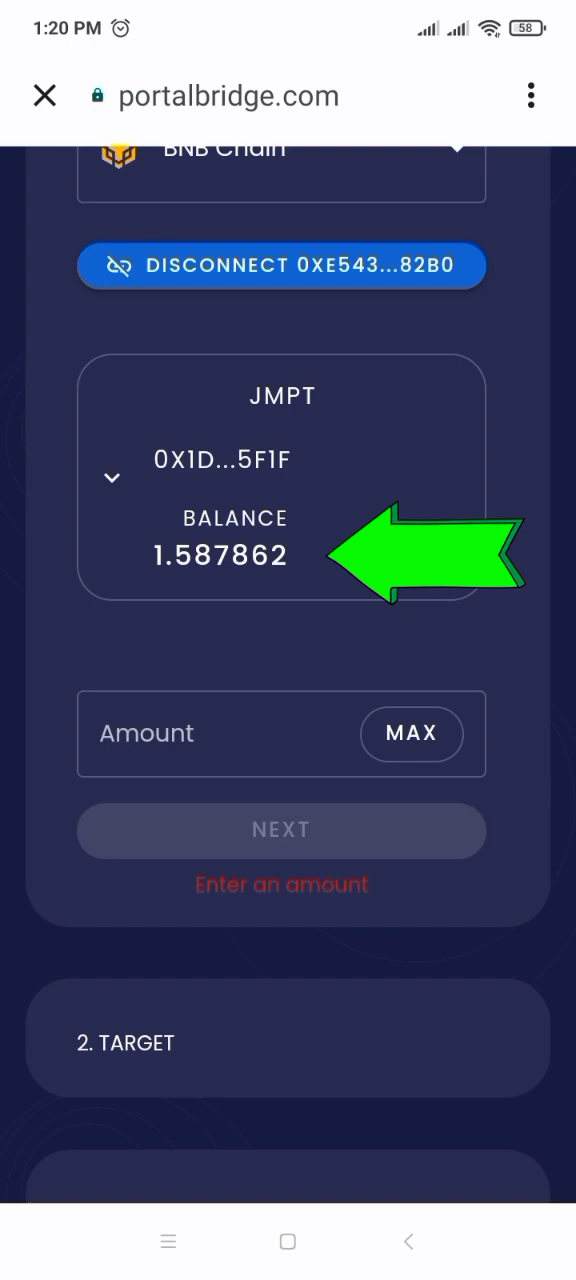 1:20 PM
58
portalbridge.com
BNB Chain
DISCONNECT 0XE543...82B0
JMPT
0X1D...5F1F
BALANCE
1.587862
Amount
MAX
NEXT
Enter an amount
2. TARGET